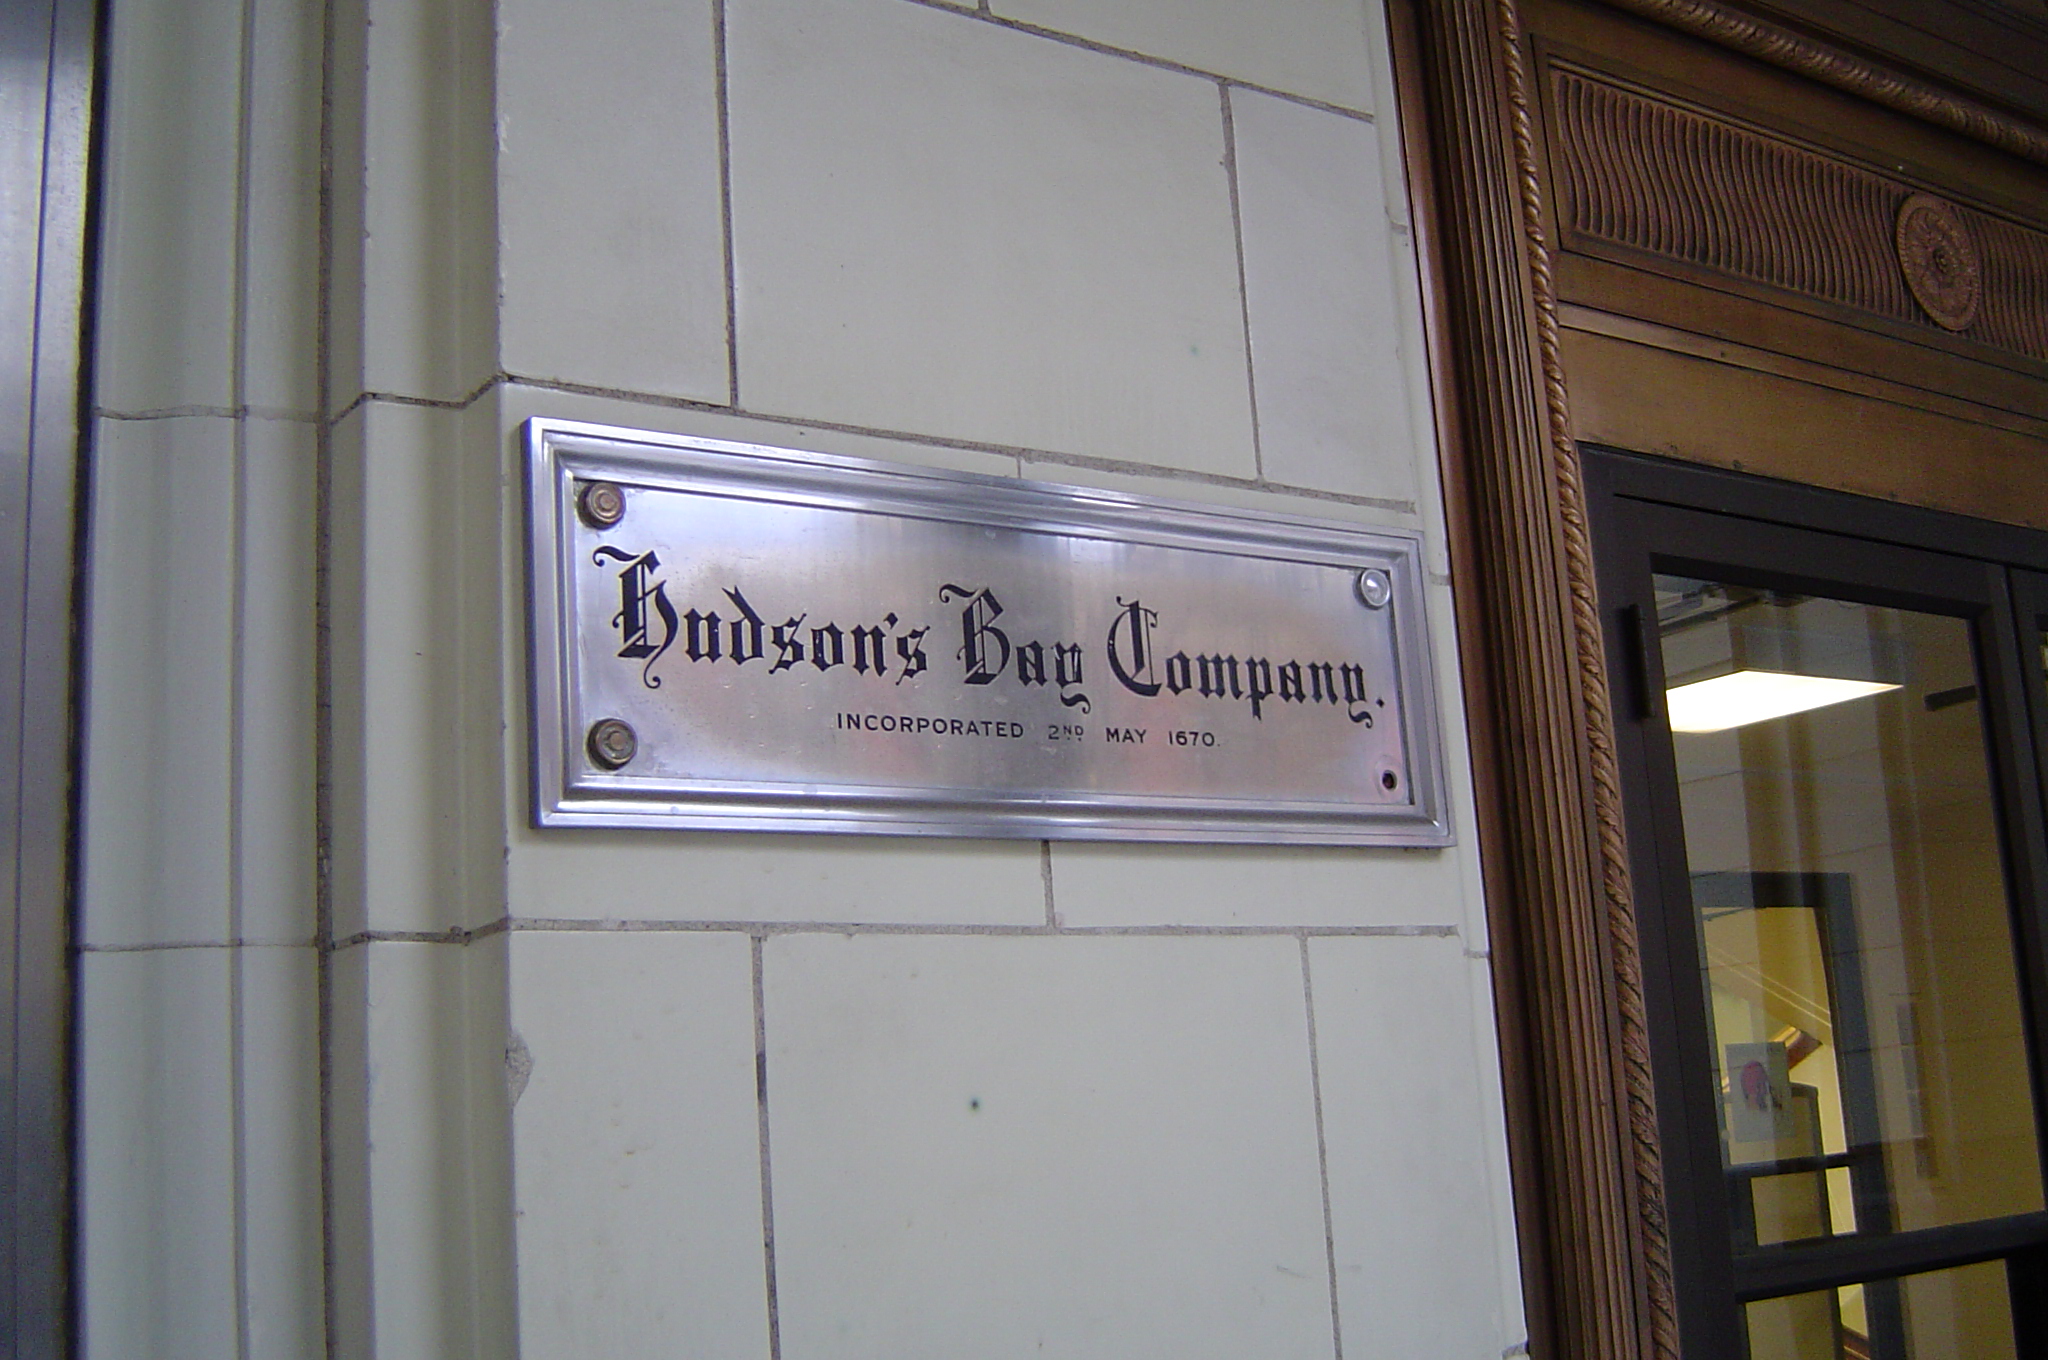 Hudson's Bay Company.
INCORPORATED 2ND MAY 1670.